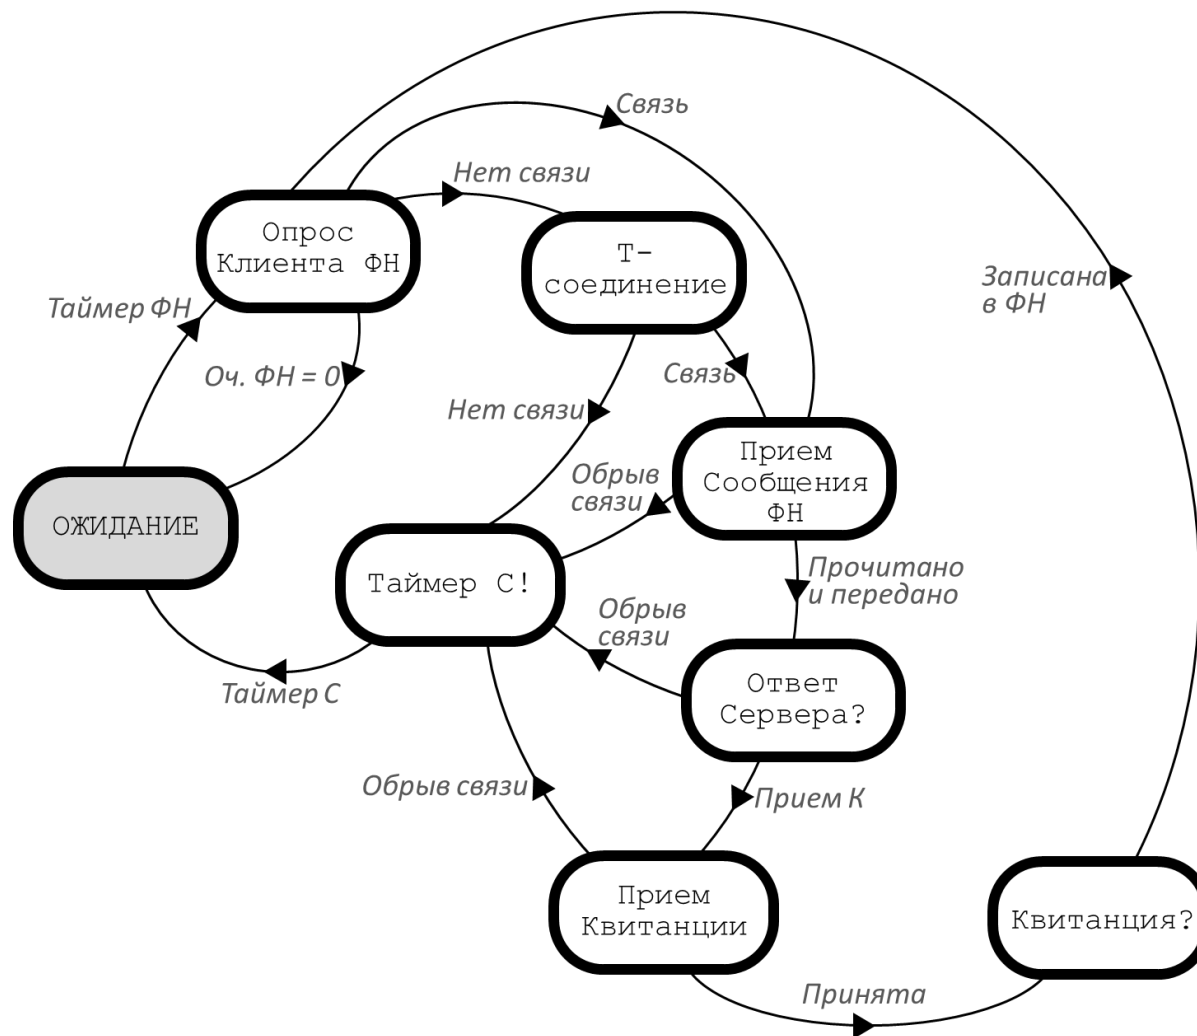 Связь
Нет связи
Опрос
Клиента ФН
Т-
соединение
Записана
в ФН
Таймер ФН
Оч. ФН = 0
Связь
Нет связи
Прием
Сообщения
ФН
Обрыв
связи
ОЖИДАНИЕ
Таймер С!
Прочитано
и передано
Обрыв
связи
Ответ
Сервера?
Таймер С
Обрыв связи
Прием К
Прием
Квитанции
Квитанция?
Принята